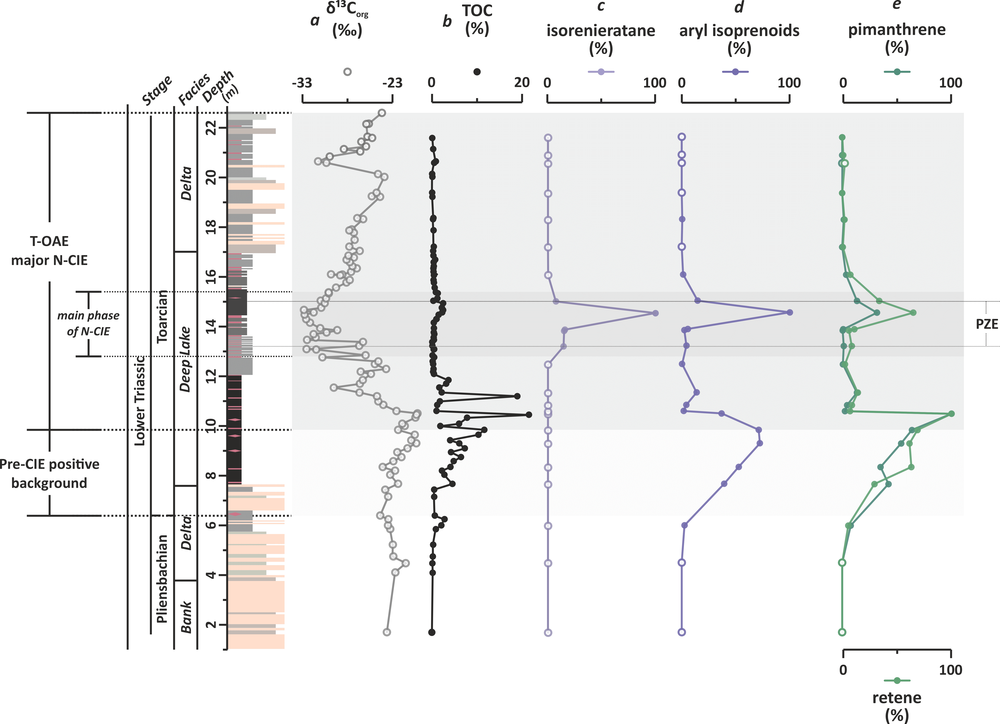 a
δ¹³Corg
(‰)
b
TOC
(%)
c
isorenieratane
(%)
d
aryl isoprenoids
(%)
e
pimanthrene
(%)
Stage
Facies
Depth
(m)
-33
-23
0
20
0
100
0
100
0
100
22
20
18
16
14
12
10
8
6
4
2
T-OAE
major N-CIE
main phase
of N-CIE
Pre-CIE positive
background
Lower Triassic
Toarcian
Pliensbachian
Delta
Deep Lake
Delta
Bank
PZE
0
100
retene
(%)